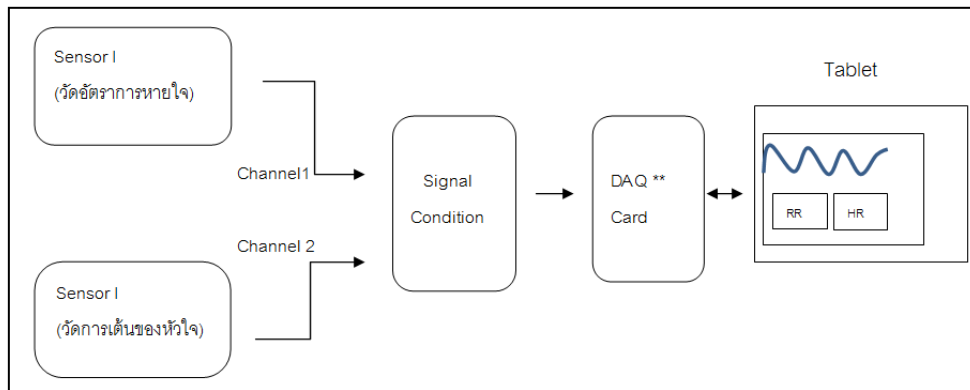 Sensor I
(วัดอัตราการหายใจ)
Channel1
Channel 2
Sensor I
(วัดการเต้นของหัวใจ)
Signal
Condition
DAQ **
Card
Tablet
RR
HR